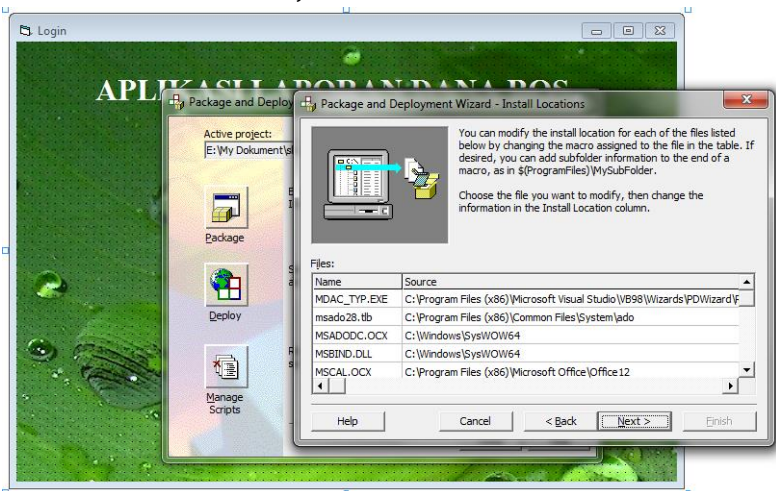 Login
APLIKASI LAPORAN DANA BOS
Package and Deploy
Active project:
E:\My Dokument\s
Package
Deploy
Manage
Scripts
Package and Deployment Wizard - Install Locations
You can modify the install location for each of the files listed
below by changing the macro assigned to the file in the table. If
desired, you can add subfolder information to the end of a
macro, as in $(ProgramFiles)\MySubFolder.
Choose the file you want to modify, then change the
information in the Install Location column.
Files:
Name Source
MDAC_TYP.EXE C:\Program Files (x86)\Microsoft Visual Studio\VB98\Wizards\PDWizard\
msado28.tlb C:\Program Files (x86)\Common Files\System\ado
MSADODC.OCX C:\Windows\SysWOW64
MSBIND.DLL C:\Windows\SysWOW64
MSCAL.OCX C:\Program Files (x86)\Microsoft Office\Office12
Help Cancel < Back Next > Finish